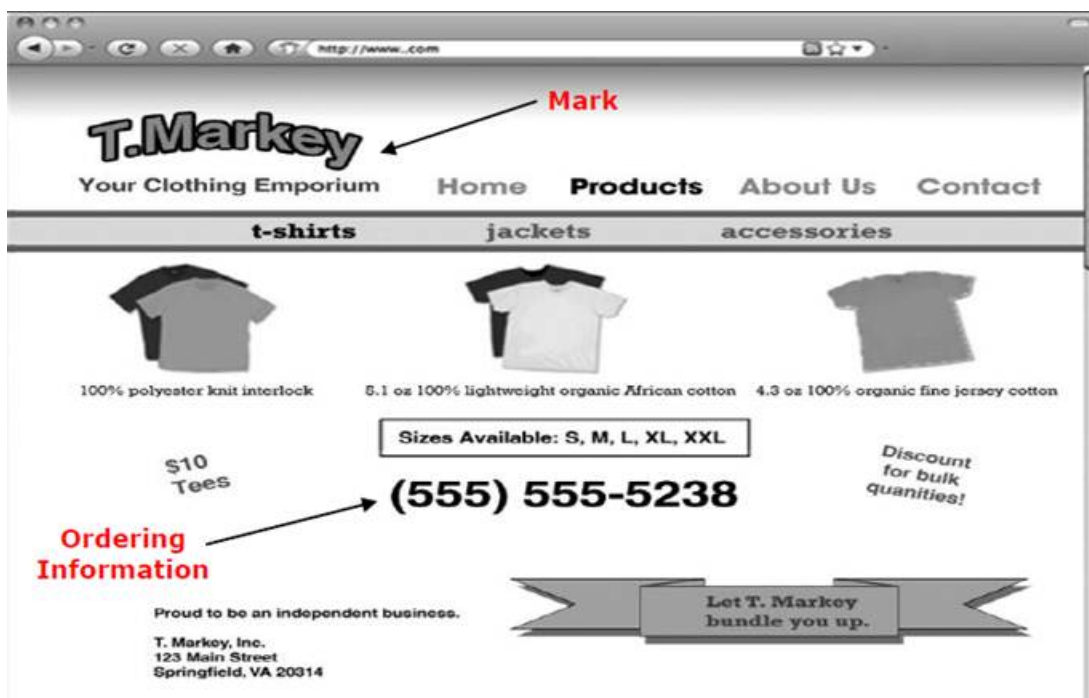 http://www..com
Mark
T.Markey
Your Clothing Emporium
Home Products About Us Contact
t-shirts jackets accessories
100% polyester knit interlock
5.1 oz 100% lightweight organic African cotton
4.3 oz 100% organic fine jersey cotton
Sizes Available: S, M, L, XL, XXL
$10
Tees
(555) 555-5238
Discount
for bulk
quanities!
Ordering
Information
Proud to be an independent business.
T. Markey, Inc.
123 Main Street
Springfield, VA 20314
Let T. Markey
bundle you up.